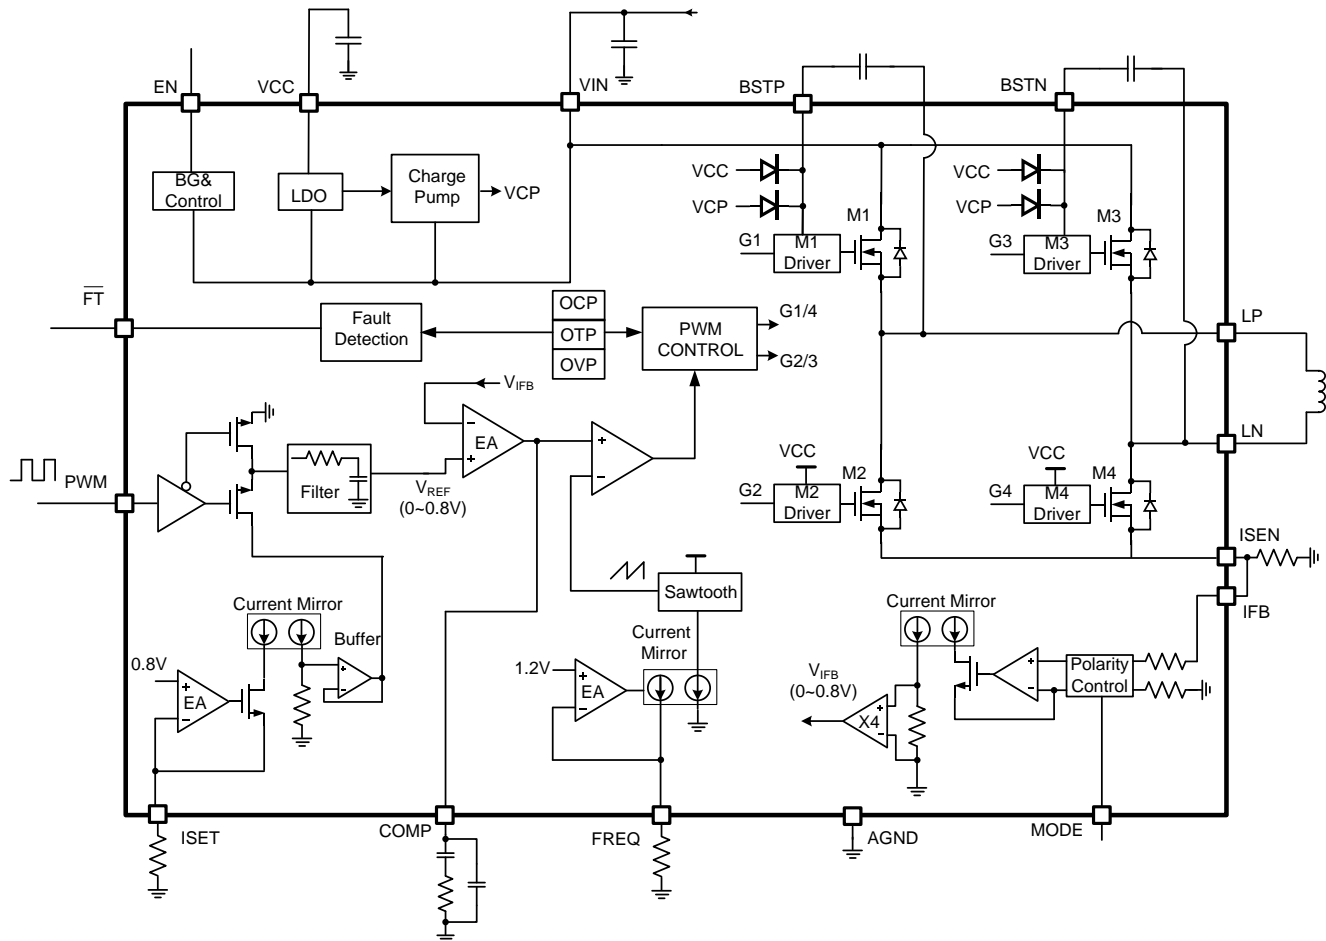 EN
VCC
VIN
BSTP
BSTN
BG&
Control
LDO
Charge
Pump
VCP
VCC
VCP
VCC
VCP
M1
M3
G1
M1
Driver
G3
M3
Driver
FT
Fault
Detection
OCP
OTP
OVP
PWM
CONTROL
G1/4
G2/3
LP
VIFB
EA
LN
PWM
Filter
VREF
(0~0.8V)
VCC
M2
G2
M2
Driver
VCC
M4
G4
M4
Driver
ISEN
IFB
Sawtooth
Current Mirror
Buffer
0.8V
EA
Current
Mirror
1.2V
EA
Current Mirror
VIFB
(0~0.8V)
X4
Polarity
Control
ISET
COMP
FREQ
AGND
MODE